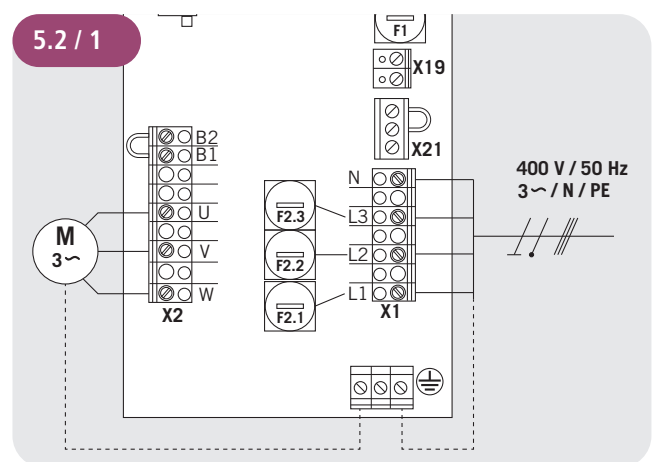 5.2 / 1
F1
X19
X21
B2
B1
U
V
W
X2
M
3~
F2.3
F2.2
F2.1
N
L3
L2
L1
X1
400 V / 50 Hz
3~ / N / PE